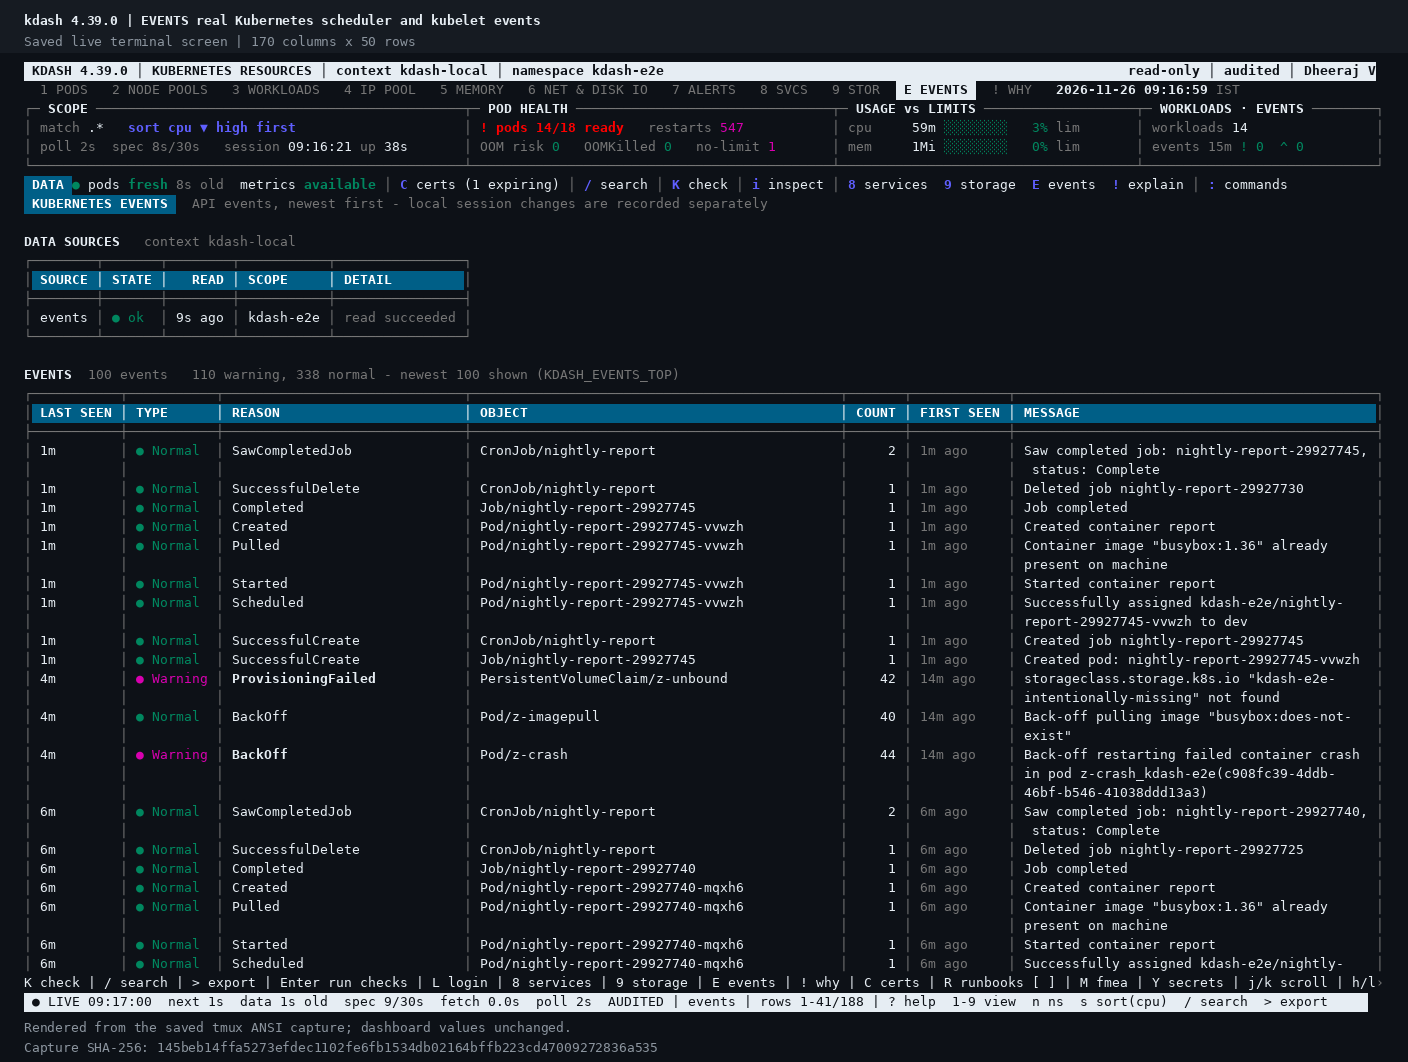 kdash 4.39.0 | EVENTS real Kubernetes scheduler and kubelet events
Saved live terminal screen | 170 columns x 50 rows
KDASH 4.39.0 │ KUBERNETES RESOURCES │ context kdash-local │ namespace kdash-e2e read-only │ audited │ Dheeraj V
1 PODS 2 NODE POOLS 3 WORKLOADS 4 IP POOL 5 MEMORY 6 NET & DISK IO 7 ALERTS 8 SVCS 9 STOR E EVENTS ! WHY 2026-11-26 09:16:59 IST
SCOPE POD HEALTH USAGE vs LIMITS WORKLOADS · EVENTS
match .* sort cpu ▼ high first │ ! pods 14/18 ready restarts 547 │ cpu 59m ░░░░░░░░ 3% lim │ workloads 14
poll 2s spec 8s/30s session 09:16:21 up 38s │ OOM risk 0 OOMKilled 0 no-limit 1 │ mem 1Mi ░░░░░░░░ 0% lim │ events 15m ! 0 ^ 0
DATA ● pods fresh 8s old metrics available │ C certs (1 expiring) │ / search │ K check │ i inspect │ 8 services 9 storage E events ! explain │ : commands
KUBERNETES EVENTS API events, newest first - local session changes are recorded separately
DATA SOURCES context kdash-local
SOURCE │ STATE │ READ │ SCOPE │ DETAIL
events │ ● ok │ 9s ago │ kdash-e2e │ read succeeded
EVENTS 100 events 110 warning, 338 normal - newest 100 shown (KDASH_EVENTS_TOP)
LAST SEEN │ TYPE │ REASON │ OBJECT │ COUNT │ FIRST SEEN │ MESSAGE
1m │ ● Normal │ SawCompletedJob │ CronJob/nightly-report │ 2 │ 1m ago │ Saw completed job: nightly-report-29927745,
status: Complete
1m │ ● Normal │ SuccessfulDelete │ CronJob/nightly-report │ 1 │ 1m ago │ Deleted job nightly-report-29927730
1m │ ● Normal │ Completed │ Job/nightly-report-29927745 │ 1 │ 1m ago │ Job completed
1m │ ● Normal │ Created │ Pod/nightly-report-29927745-vvwzh │ 1 │ 1m ago │ Created container report
1m │ ● Normal │ Pulled │ Pod/nightly-report-29927745-vvwzh │ 1 │ 1m ago │ Container image "busybox:1.36" already
present on machine
1m │ ● Normal │ Started │ Pod/nightly-report-29927745-vvwzh │ 1 │ 1m ago │ Started container report
1m │ ● Normal │ Scheduled │ Pod/nightly-report-29927745-vvwzh │ 1 │ 1m ago │ Successfully assigned kdash-e2e/nightly-
report-29927745-vvwzh to dev
1m │ ● Normal │ SuccessfulCreate │ CronJob/nightly-report │ 1 │ 1m ago │ Created job nightly-report-29927745
1m │ ● Normal │ SuccessfulCreate │ Job/nightly-report-29927745 │ 1 │ 1m ago │ Created pod: nightly-report-29927745-vvwzh
4m │ ● Warning │ ProvisioningFailed │ PersistentVolumeClaim/z-unbound │ 42 │ 14m ago │ storageclass.storage.k8s.io "kdash-e2e-
intentionally-missing" not found
4m │ ● Normal │ BackOff │ Pod/z-imagepull │ 40 │ 14m ago │ Back-off pulling image "busybox:does-not-
exist"
4m │ ● Warning │ BackOff │ Pod/z-crash │ 44 │ 14m ago │ Back-off restarting failed container crash
in pod z-crash_kdash-e2e(c908fc39-4ddb-
46bf-b546-41038ddd13a3)
6m │ ● Normal │ SawCompletedJob │ CronJob/nightly-report │ 2 │ 6m ago │ Saw completed job: nightly-report-29927740,
status: Complete
6m │ ● Normal │ SuccessfulDelete │ CronJob/nightly-report │ 1 │ 6m ago │ Deleted job nightly-report-29927725
6m │ ● Normal │ Completed │ Job/nightly-report-29927740 │ 1 │ 6m ago │ Job completed
6m │ ● Normal │ Created │ Pod/nightly-report-29927740-mqxh6 │ 1 │ 6m ago │ Created container report
6m │ ● Normal │ Pulled │ Pod/nightly-report-29927740-mqxh6 │ 1 │ 6m ago │ Container image "busybox:1.36" already
present on machine
6m │ ● Normal │ Started │ Pod/nightly-report-29927740-mqxh6 │ 1 │ 6m ago │ Started container report
6m │ ● Normal │ Scheduled │ Pod/nightly-report-29927740-mqxh6 │ 1 │ 6m ago │ Successfully assigned kdash-e2e/nightly-
K check | / search | > export | Enter run checks | L login | 8 services | 9 storage | E events | ! why | C certs | R runbooks [ ] | M fmea | Y secrets | j/k scroll | h/l›
● LIVE 09:17:00 next 1s data 1s old spec 9/30s fetch 0.0s poll 2s AUDITED | events | rows 1-41/188 | ? help 1-9 view n ns s sort(cpu) / search > export
Rendered from the saved tmux ANSI capture; dashboard values unchanged.
Capture SHA-256: 145beb14ffa5273efdec1102fe6fb1534db02164bffb223cd47009272836a535